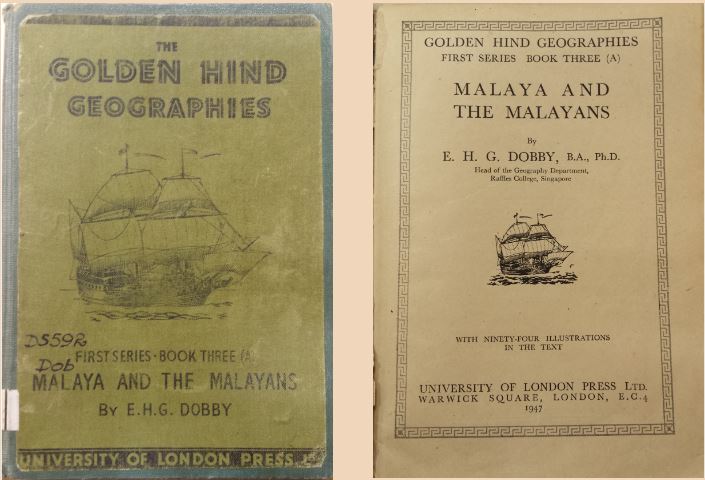 THE
GOLDEN HIND
GEOGRAPHIES
DS592
Dob
FIRST SERIES · BOOK THREE (A)
MALAYA AND THE MALAYANS
By E.H.G. DOBBY
UNIVERSITY OF LONDON PRESS
GOLDEN HIND GEOGRAPHIES
FIRST SERIES BOOK THREE (A)
MALAYA AND
THE MALAYANS
By
E. H. G. DOBBY, B.A., Ph.D.
Head of the Geography Department,
Raffles College, Singapore
WITH NINETY-FOUR ILLUSTRATIONS
IN THE TEXT
UNIVERSITY OF LONDON PRESS LTD.
WARWICK SQUARE, LONDON, E.C.4
1947